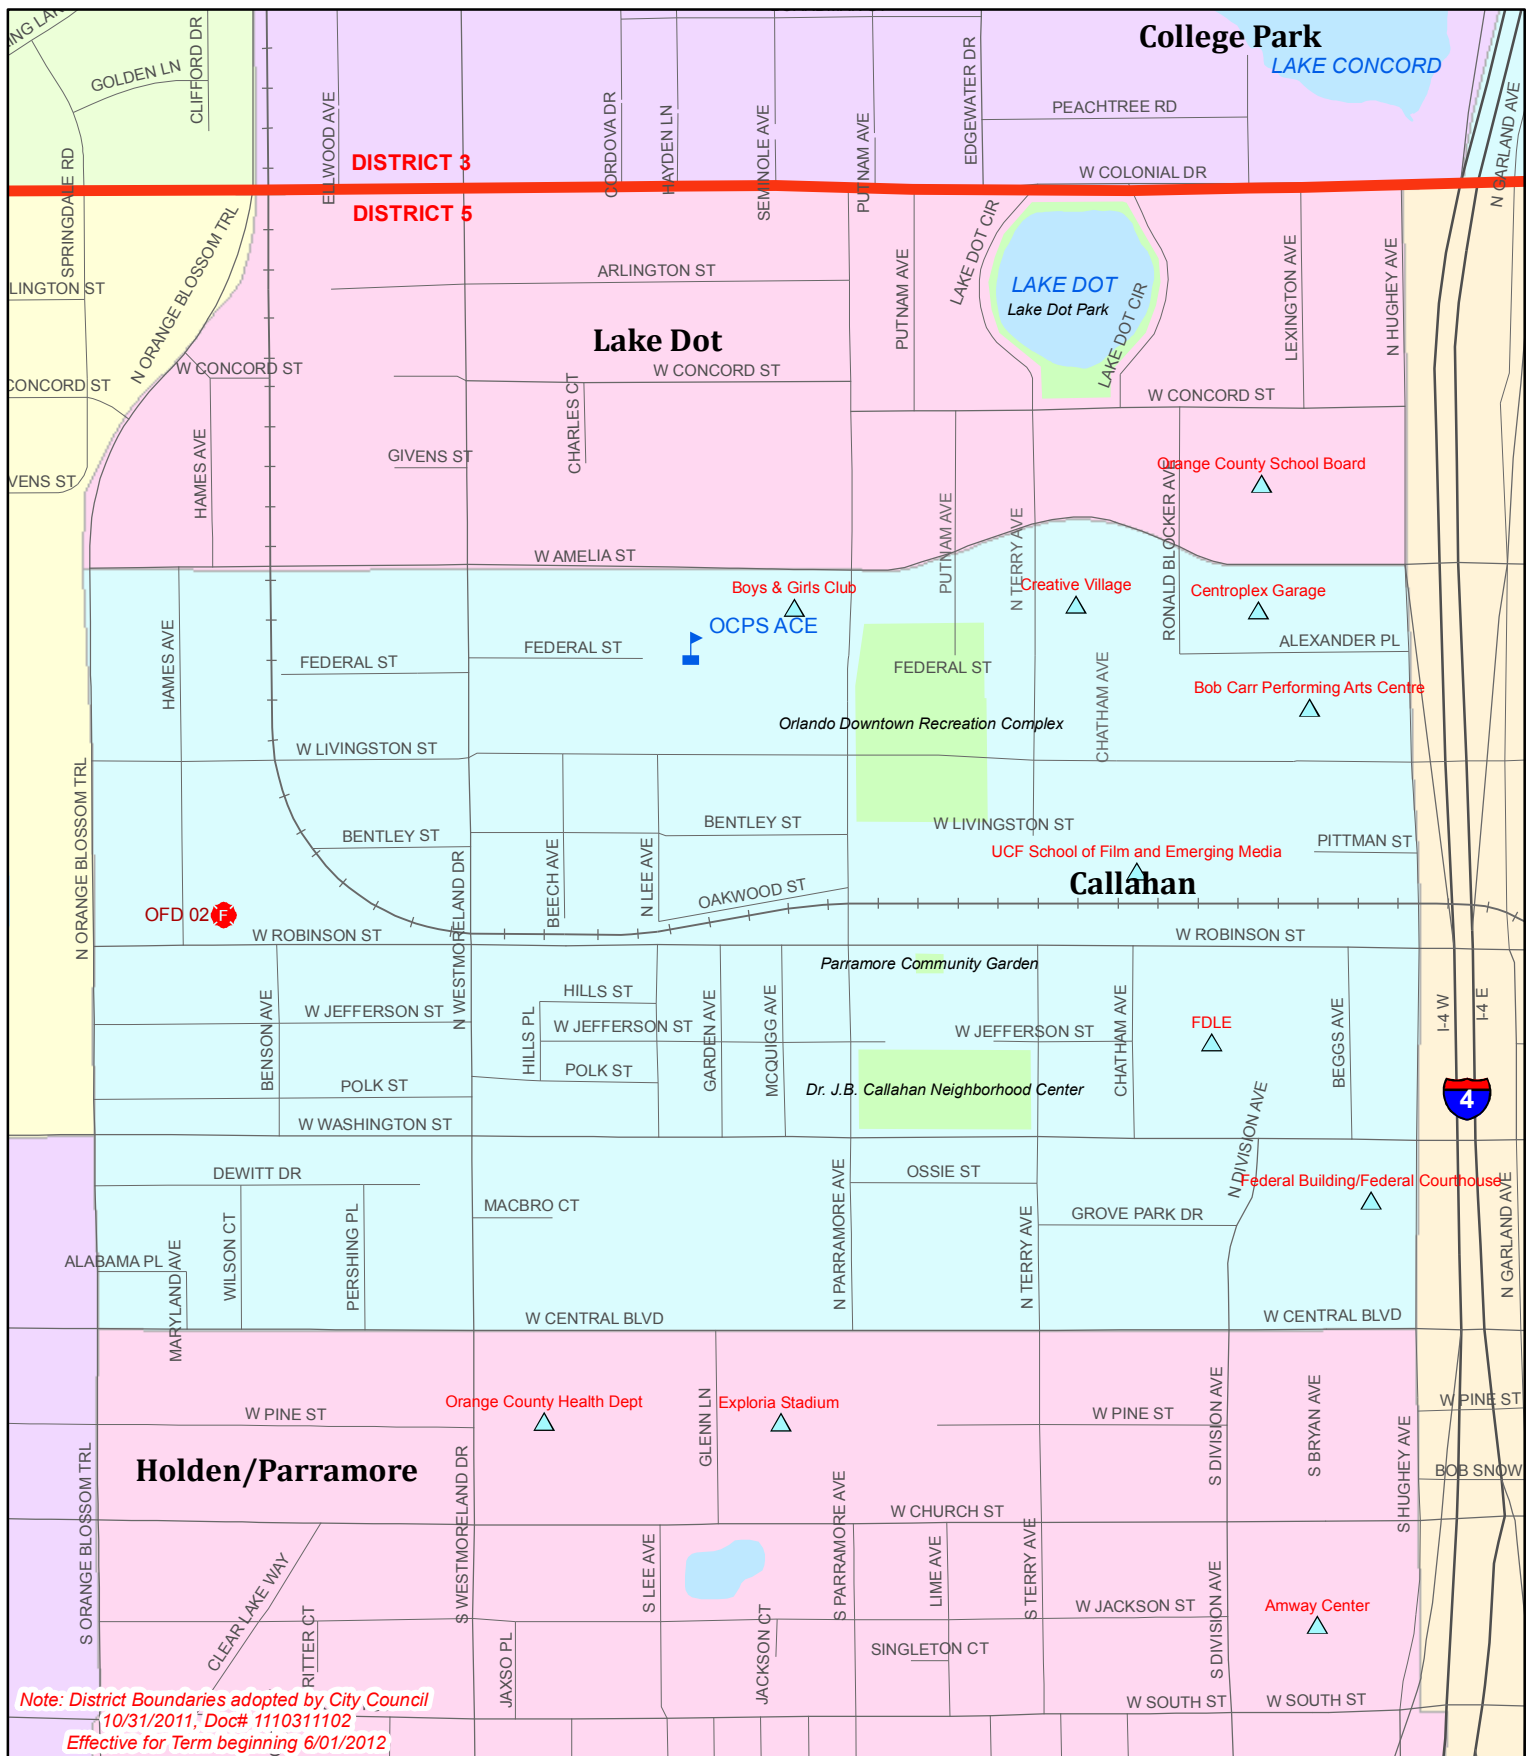 College Park
LAKE CONCORD
GOLDEN LN
CLIFFORD DR
ELLWOOD AVE
CORDOVA DR
HAYDEN LN
SEMINOLE AVE
PUTNAM AVE
EDGEWATER DR
PEACHTREE RD
N GARLAND AVE
SPRINGDALE RD
DISTRICT 3
W COLONIAL DR
DISTRICT 5
N ORANGE BLOSSOM TRL
LINGTON ST
ARLINGTON ST
PUTNAM AVE
LAKE DOT CIR
LAKE DOT
Lake Dot Park
LAKE DOT CIR
LEXINGTON AVE
N HUGHEY AVE
Lake Dot
W CONCORD ST
W CONCORD ST
CONCORD ST
W CONCORD ST
CHARLES CT
HAMES AVE
GIVENS ST
VENS ST
Orange County School Board
RONALD BLOCKER AVE
PUTNAM AVE
N TERRY AVE
W AMELIA ST
Boys & Girls Club
Creative Village
Centroplex Garage
OCPS ACE
HAMES AVE
FEDERAL ST
FEDERAL ST
FEDERAL ST
ALEXANDER PL
CHATHAM AVE
Bob Carr Performing Arts Centre
Orlando Downtown Recreation Complex
W LIVINGSTON ST
N ORANGE BLOSSOM TRL
BENTLEY ST
BENTLEY ST
W LIVINGSTON ST
PITTMAN ST
UCF School of Film and Emerging Media
Callahan
BEECH AVE
N LEE AVE
OAKWOOD ST
N WESTMORELAND DR
OFD 02
F
W ROBINSON ST
W ROBINSON ST
Parramore Community Garden
HILLS ST
W JEFFERSON ST
W JEFFERSON ST
W JEFFERSON ST
BENSON AVE
HILLS PL
GARDEN AVE
MCQUIGG AVE
CHATHAM AVE
FDLE
BEGGS AVE
I-4 W
I-4 E
4
POLK ST
POLK ST
Dr. J.B. Callahan Neighborhood Center
W WASHINGTON ST
N DIVISION AVE
DEWITT DR
OSSIE ST
Federal Building/Federal Courthouse
MACBRO CT
GROVE PARK DR
N PARRAMORE AVE
N TERRY AVE
N GARLAND AVE
ALABAMA PL
MARYLAND AVE
WILSON CT
PERSHING PL
W CENTRAL BLVD
W CENTRAL BLVD
Orange County Health Dept
Exploria Stadium
GLENN LN
W PINE ST
W PINE ST
W PINE ST
S DIVISION AVE
S BRYAN AVE
S HUGHEY AVE
Holden/Parramore
BOB SNOW
S ORANGE BLOSSOM TRL
S WESTMORELAND DR
S PARRAMORE AVE
W CHURCH ST
S LEE AVE
LIME AVE
S TERRY AVE
CLEAR LAKE WAY
W JACKSON ST
Amway Center
RITTER CT
JAXSO PL
JACKSON CT
SINGLETON CT
S DIVISION AVE
W SOUTH ST
W SOUTH ST
Note: District Boundaries adopted by City Council
10/31/2011, Doc# 1110311102
Effective for Term beginning 6/01/2012